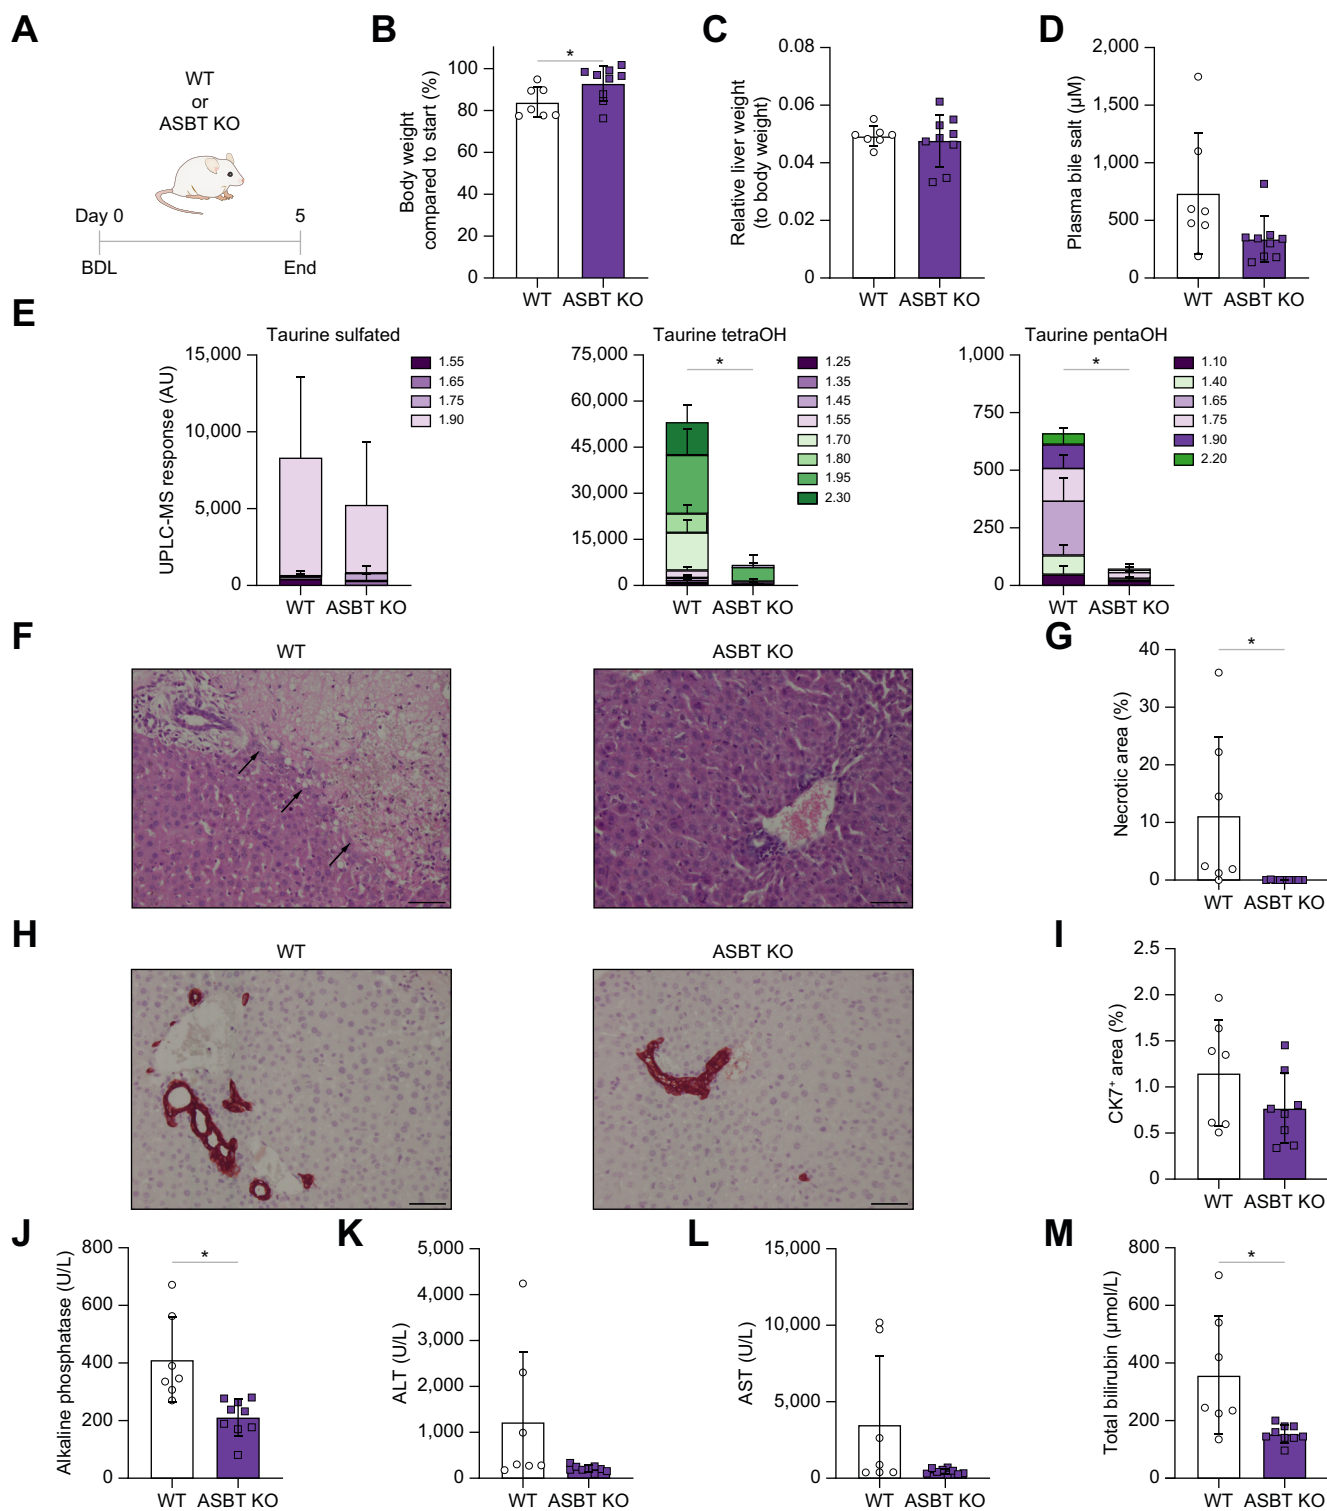 A
WT
or
ASBT KO
Day 0
5
BDL
End
B
Body weight
compared to start (%)
100
80
60
40
20
0
*
WT
ASBT KO
C
Relative liver weight
(to body weight)
0.08
0.06
0.04
0.02
0
WT
ASBT KO
D
Plasma bile salt (µM)
2,000
1,500
1,000
500
0
WT
ASBT KO
E
UPLC-MS response (AU)
Taurine sulfated
15,000
10,000
5,000
0
WT
ASBT KO
1.55
1.65
1.75
1.90
Taurine tetraOH
75,000
60,000
45,000
30,000
15,000
0
*
WT
ASBT KO
1.25
1.35
1.45
1.55
1.70
1.80
1.95
2.30
Taurine pentaOH
1,000
750
500
250
0
*
WT
ASBT KO
1.10
1.40
1.65
1.75
1.90
2.20
F
WT
ASBT KO
G
Necrotic area (%)
40
30
20
10
0
*
WT
ASBT KO
H
WT
ASBT KO
I
CK7⁺ area (%)
2.5
2.0
1.5
1.0
0.5
0
WT
ASBT KO
J
Alkaline phosphatase (U/L)
800
600
400
200
0
*
WT
ASBT KO
K
ALT (U/L)
5,000
4,000
3,000
2,000
1,000
0
WT
ASBT KO
L
AST (U/L)
15,000
10,000
5,000
0
WT
ASBT KO
M
Total bilirubin (µmol/L)
800
600
400
200
0
*
WT
ASBT KO